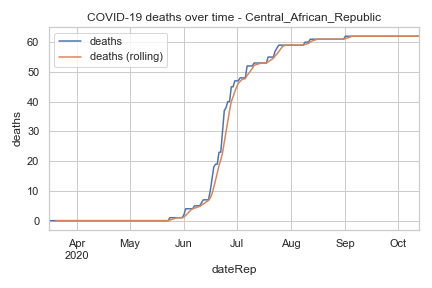 COVID-19 deaths over time - Central_African_Republic
deaths
deaths (rolling)
60
50
40
30
20
10
0
deaths
Apr May Jun Jul Aug Sep Oct
2020
dateRep